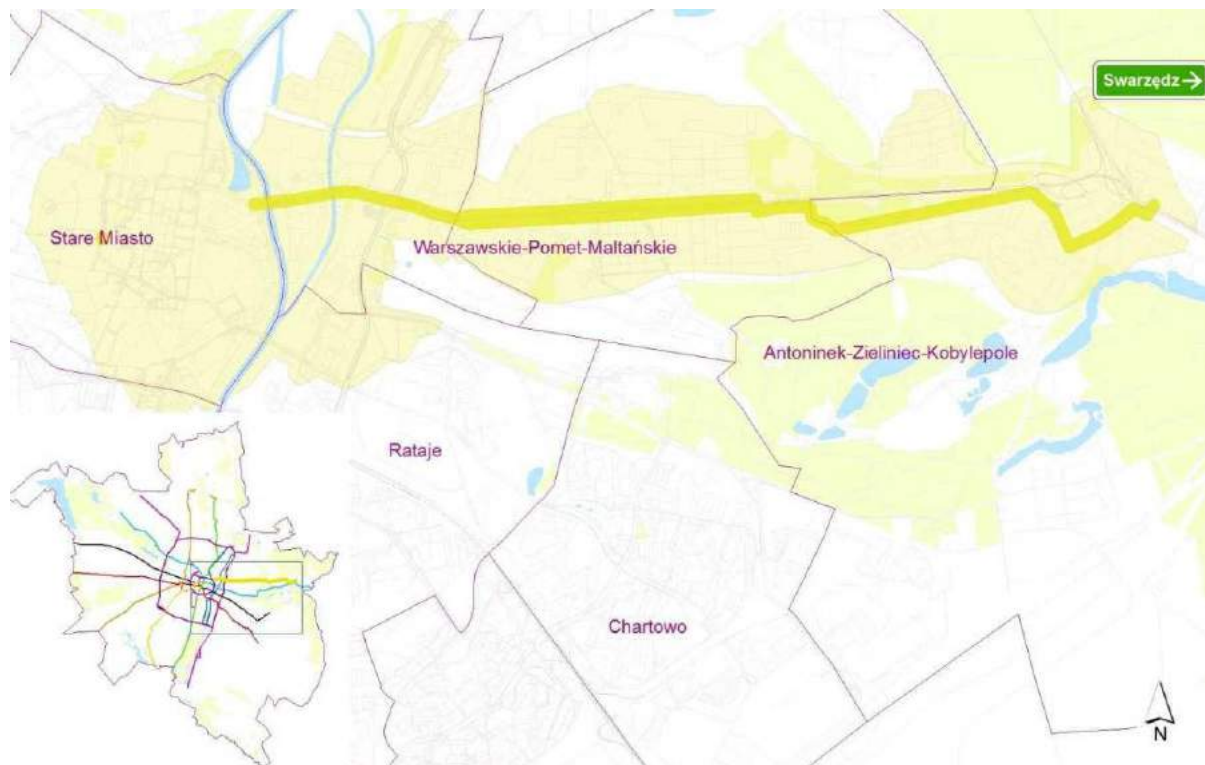 Swarzędz
Stare Miasto
Warszawskie-Pomet-Maltańskie
Antoninek-Zieliniec-Kobylepole
Rataje
Chartowo
N